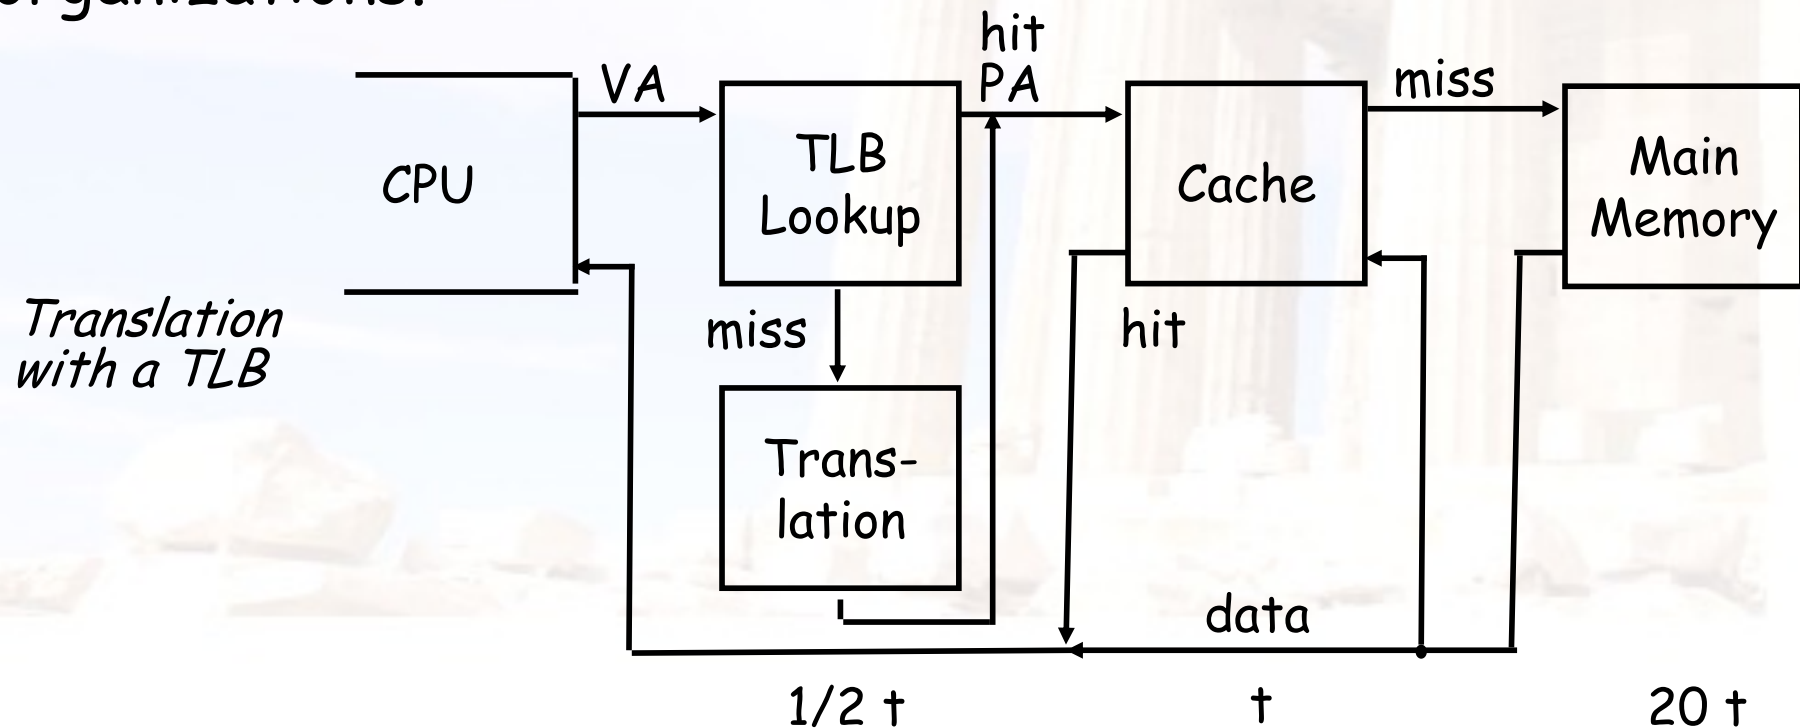 hit
VA
PA
miss
CPU
TLB
Lookup
Cache
Main
Memory
Translation
with a TLB
miss
hit
Trans-
lation
data
1/2 t
t
20 t